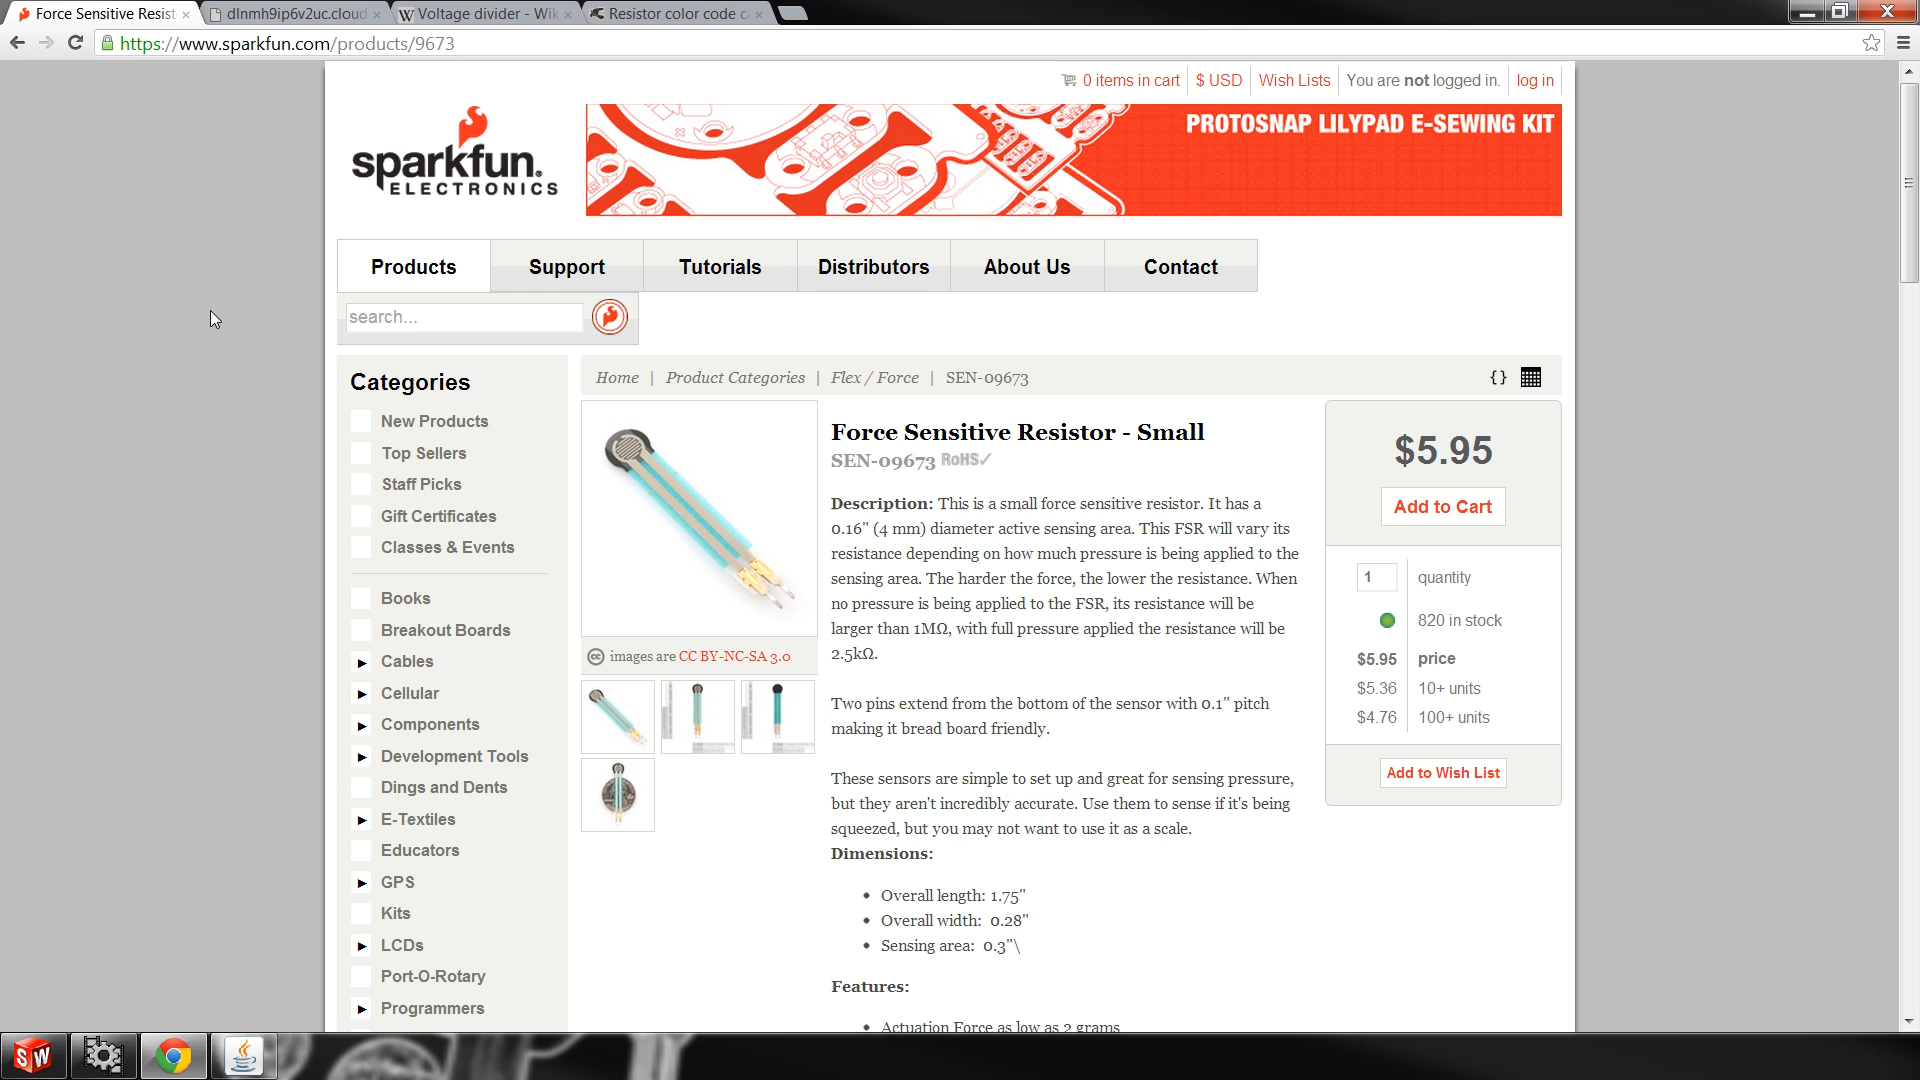 Force Sensitive Resist
dlnmh9ip6v2uc.cloud
Voltage divider - Wik
Resistor color code c
https://www.sparkfun.com/products/9673
0 items in cart
$ USD
Wish Lists
You are not logged in.
log in
sparkfun.
ELECTRONICS
PROTOSNAP LILYPAD E-SEWING KIT
Products
Support
Tutorials
Distributors
About Us
Contact
search...
Categories
New Products
Top Sellers
Staff Picks
Gift Certificates
Classes & Events
Books
Breakout Boards
Cables
Cellular
Components
Development Tools
Dings and Dents
E-Textiles
Educators
GPS
Kits
LCDs
Port-O-Rotary
Programmers
Home | Product Categories | Flex / Force | SEN-09673
{}
images are CC BY-NC-SA 3.0
Force Sensitive Resistor - Small
SEN-09673 RoHS✓
Description: This is a small force sensitive resistor. It has a
0.16" (4 mm) diameter active sensing area. This FSR will vary its
resistance depending on how much pressure is being applied to the
sensing area. The harder the force, the lower the resistance. When
no pressure is being applied to the FSR, its resistance will be
larger than 1MΩ, with full pressure applied the resistance will be
2.5kΩ.
Two pins extend from the bottom of the sensor with 0.1" pitch
making it bread board friendly.
These sensors are simple to set up and great for sensing pressure,
but they aren't incredibly accurate. Use them to sense if it's being
squeezed, but you may not want to use it as a scale.
Dimensions:
Overall length: 1.75"
Overall width: 0.28"
Sensing area: 0.3"\
Features:
Actuation Force as low as 2 grams
$5.95
Add to Cart
1 quantity
820 in stock
$5.95 price
$5.36 10+ units
$4.76 100+ units
Add to Wish List
SW